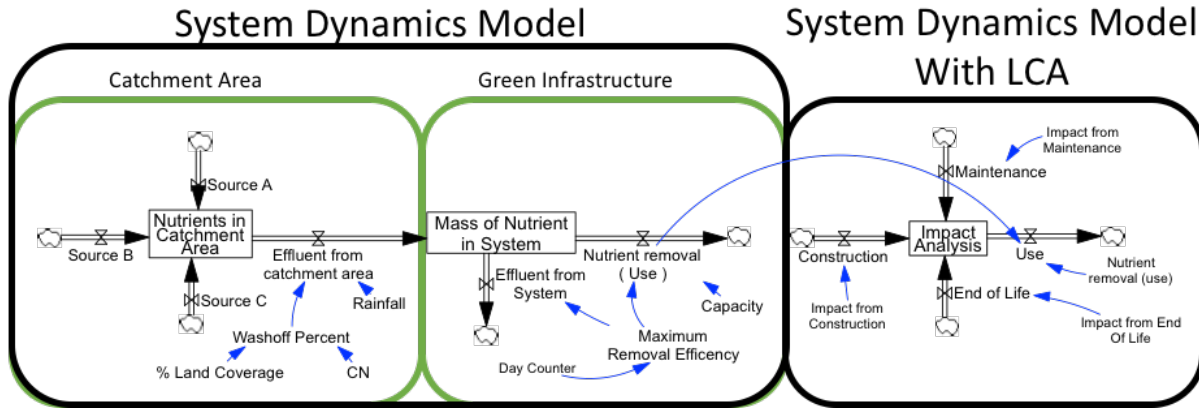 System Dynamics Model
System Dynamics Model
With LCA
Catchment Area
Green Infrastructure
Source A
Nutrients in
Catchment
Area
Source B
Source C
Effluent from
catchment area
Rainfall
Washoff Percent
% Land Coverage
CN
Mass of Nutrient
in System
Effluent from
System
Nutrient removal
( Use )
Capacity
Maximum
Removal Efficency
Day Counter
Impact from
Maintenance
Maintenance
Impact
Analysis
Construction
Use
Impact from
Construction
Nutrient
removal (use)
End of Life
Impact from End
Of Life